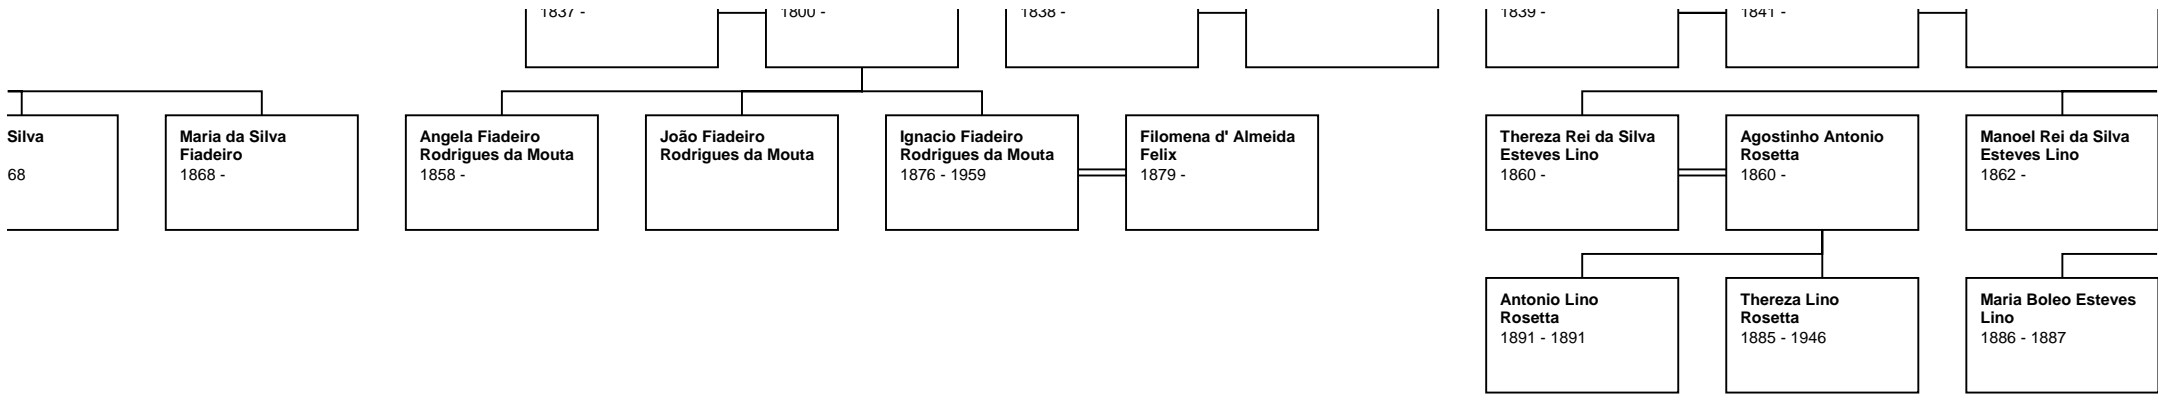 1837 -
1800 -
1838 -
1839 -
1841 -
Silva
68
Maria da Silva
Fiadeiro
1868 -
Angela Fiadeiro
Rodrigues da Mouta
1858 -
João Fiadeiro
Rodrigues da Mouta
Ignacio Fiadeiro
Rodrigues da Mouta
1876 - 1959
Filomena d' Almeida
Felix
1879 -
Thereza Rei da Silva
Esteves Lino
1860 -
Agostinho Antonio
Rosetta
1860 -
Manoel Rei da Silva
Esteves Lino
1862 -
Antonio Lino
Rosetta
1891 - 1891
Thereza Lino
Rosetta
1885 - 1946
Maria Boleo Esteves
Lino
1886 - 1887